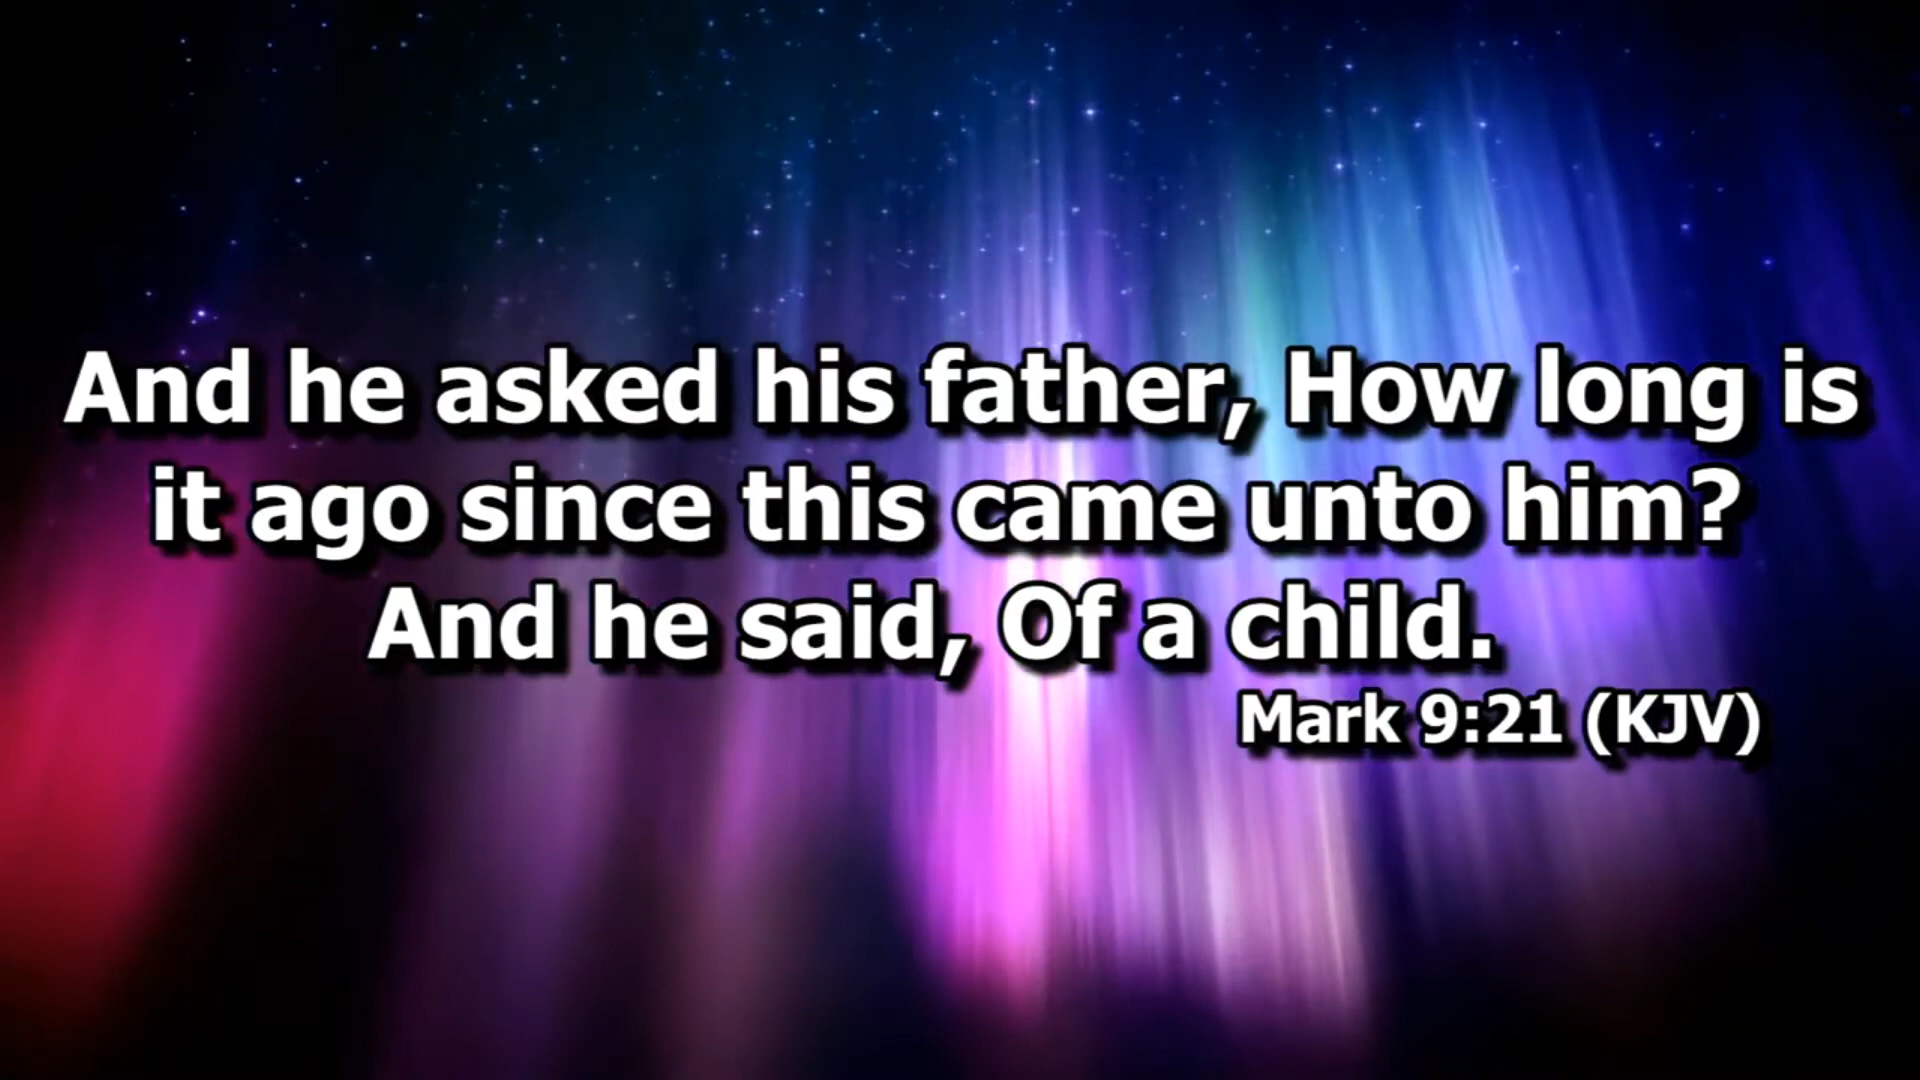 And he asked his father, How long is
it ago since this came unto him?
And he said, Of a child.
Mark 9:21 (KJV)